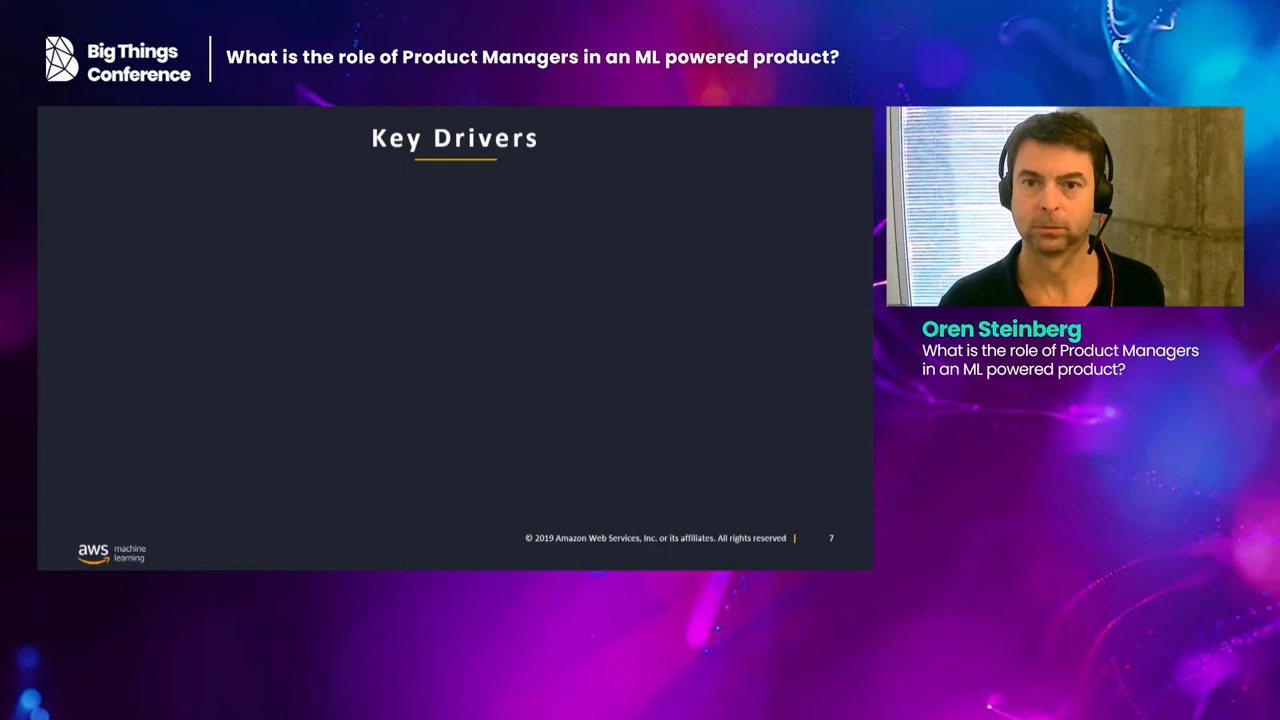 Big Things
Conference
What is the role of Product Managers in an ML powered product?
Key Drivers
Oren Steinberg
What is the role of Product Managers
in an ML powered product?
© 2019 Amazon Web Services, Inc. or its affiliates. All rights reserved |
7
aws machine
learning